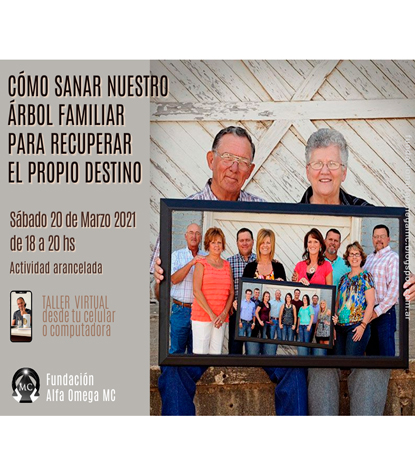 CÓMO SANAR NUESTRO
ÁRBOL FAMILIAR
PARA RECUPERAR
EL PROPIO DESTINO
Sábado 20 de Marzo 2021
de 18 a 20 hs
Actividad arancelada
TALLER VIRTUAL
desde tu celular
o computadora
MC
Fundación
Alfa Omega MC